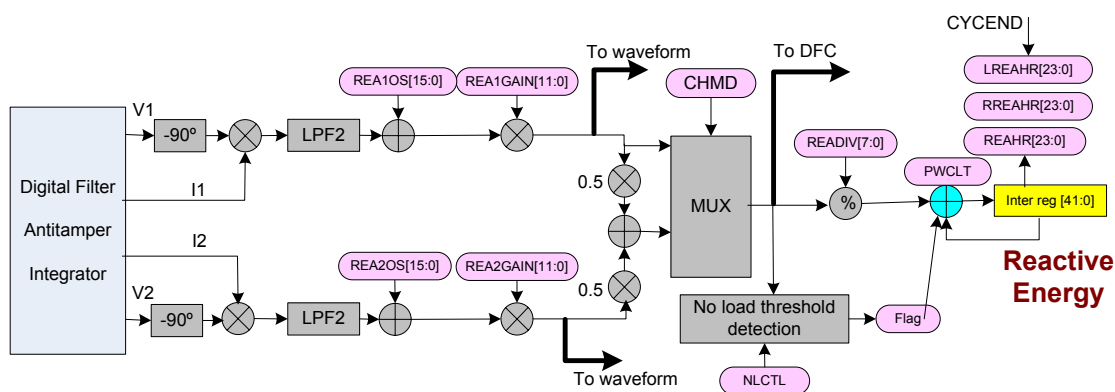 CYCEND
To waveform
To DFC
LREAHR[23:0]
REA1OS[15:0]
REA1GAIN[11:0]
CHMD
RREAHR[23:0]
V1
READIV[7:0]
REAHR[23:0]
-90º
LPF2
PWCLT
0.5
I1
Digital Filter
Antitamper
Integrator
MUX
%
Inter reg [41:0]
I2
REA2OS[15:0]
REA2GAIN[11:0]
0.5
Reactive
Energy
V2
-90º
LPF2
No load threshold
detection
Flag
To waveform
NLCTL